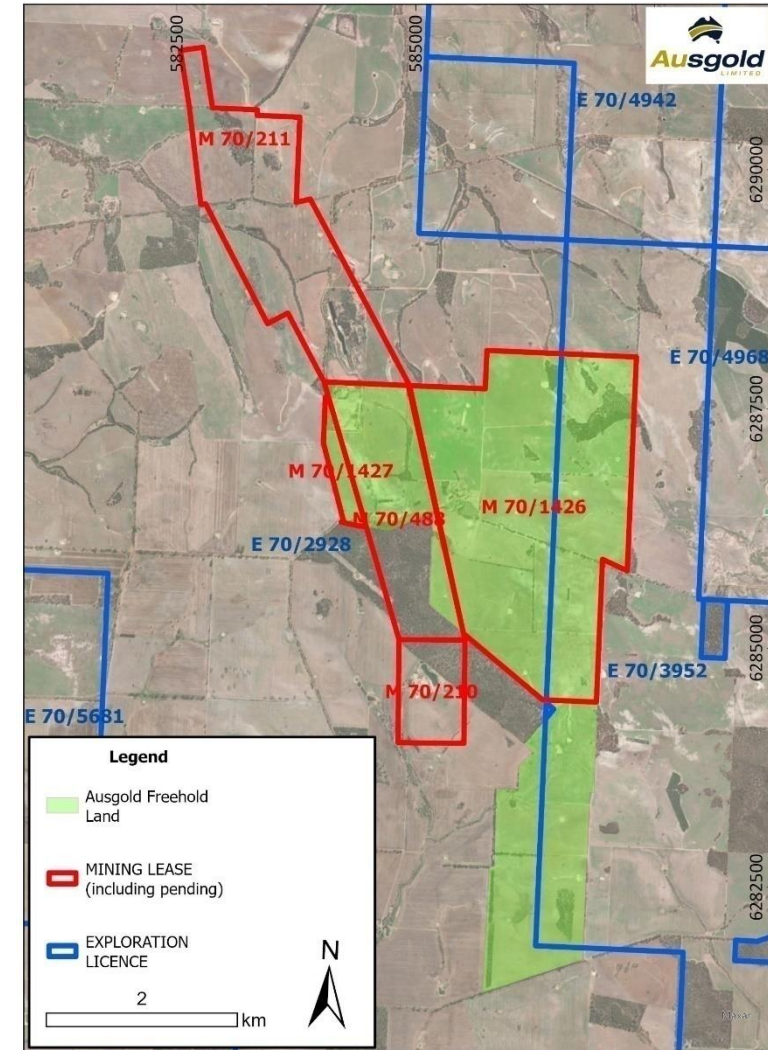 582500
585000
Ausgold
LIMITED
E 70/4942
M 70/211
6290000
E 70/4968
6287500
M 70/1427
M 70/488
M 70/1426
E 70/2928
6285000
E 70/3952
M 70/210
E 70/5681
Legend
Ausgold Freehold
Land
MINING LEASE
(including pending)
EXPLORATION
LICENCE
N
2
km
6282500
Maxar